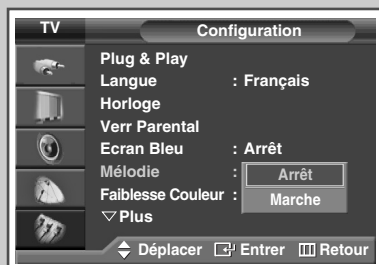 TV Configuration
Plug & Play
Langue : Français
Horloge
Verr Parental
Ecran Bleu : Arrêt
Mélodie : Arrêt
Faiblesse Couleur : Marche
▽Plus
Déplacer Entrer Retour